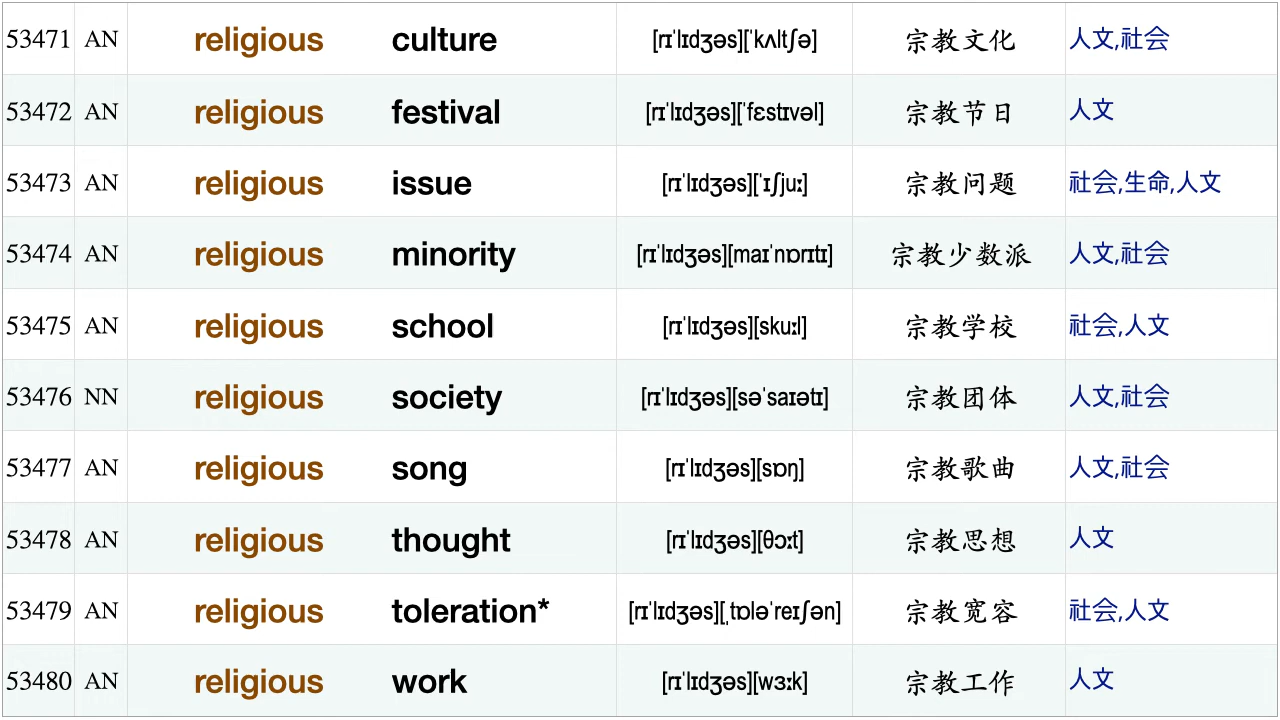 53471 AN religious culture [rɪˈlɪdʒəs][ˈkʌltʃə] 宗教文化 人文,社会
53472 AN religious festival [rɪˈlɪdʒəs][ˈfɛstɪvəl] 宗教节日 人文
53473 AN religious issue [rɪˈlɪdʒəs][ˈɪʃjuː] 宗教问题 社会,生命,人文
53474 AN religious minority [rɪˈlɪdʒəs][maɪˈnɒrɪtɪ] 宗教少数派 人文,社会
53475 AN religious school [rɪˈlɪdʒəs][skuːl] 宗教学校 社会,人文
53476 NN religious society [rɪˈlɪdʒəs][səˈsaɪətɪ] 宗教团体 人文,社会
53477 AN religious song [rɪˈlɪdʒəs][sɒŋ] 宗教歌曲 人文,社会
53478 AN religious thought [rɪˈlɪdʒəs][θɔːt] 宗教思想 人文
53479 AN religious toleration* [rɪˈlɪdʒəs][ˌtɒləˈreɪʃən] 宗教宽容 社会,人文
53480 AN religious work [rɪˈlɪdʒəs][wɜːk] 宗教工作 人文